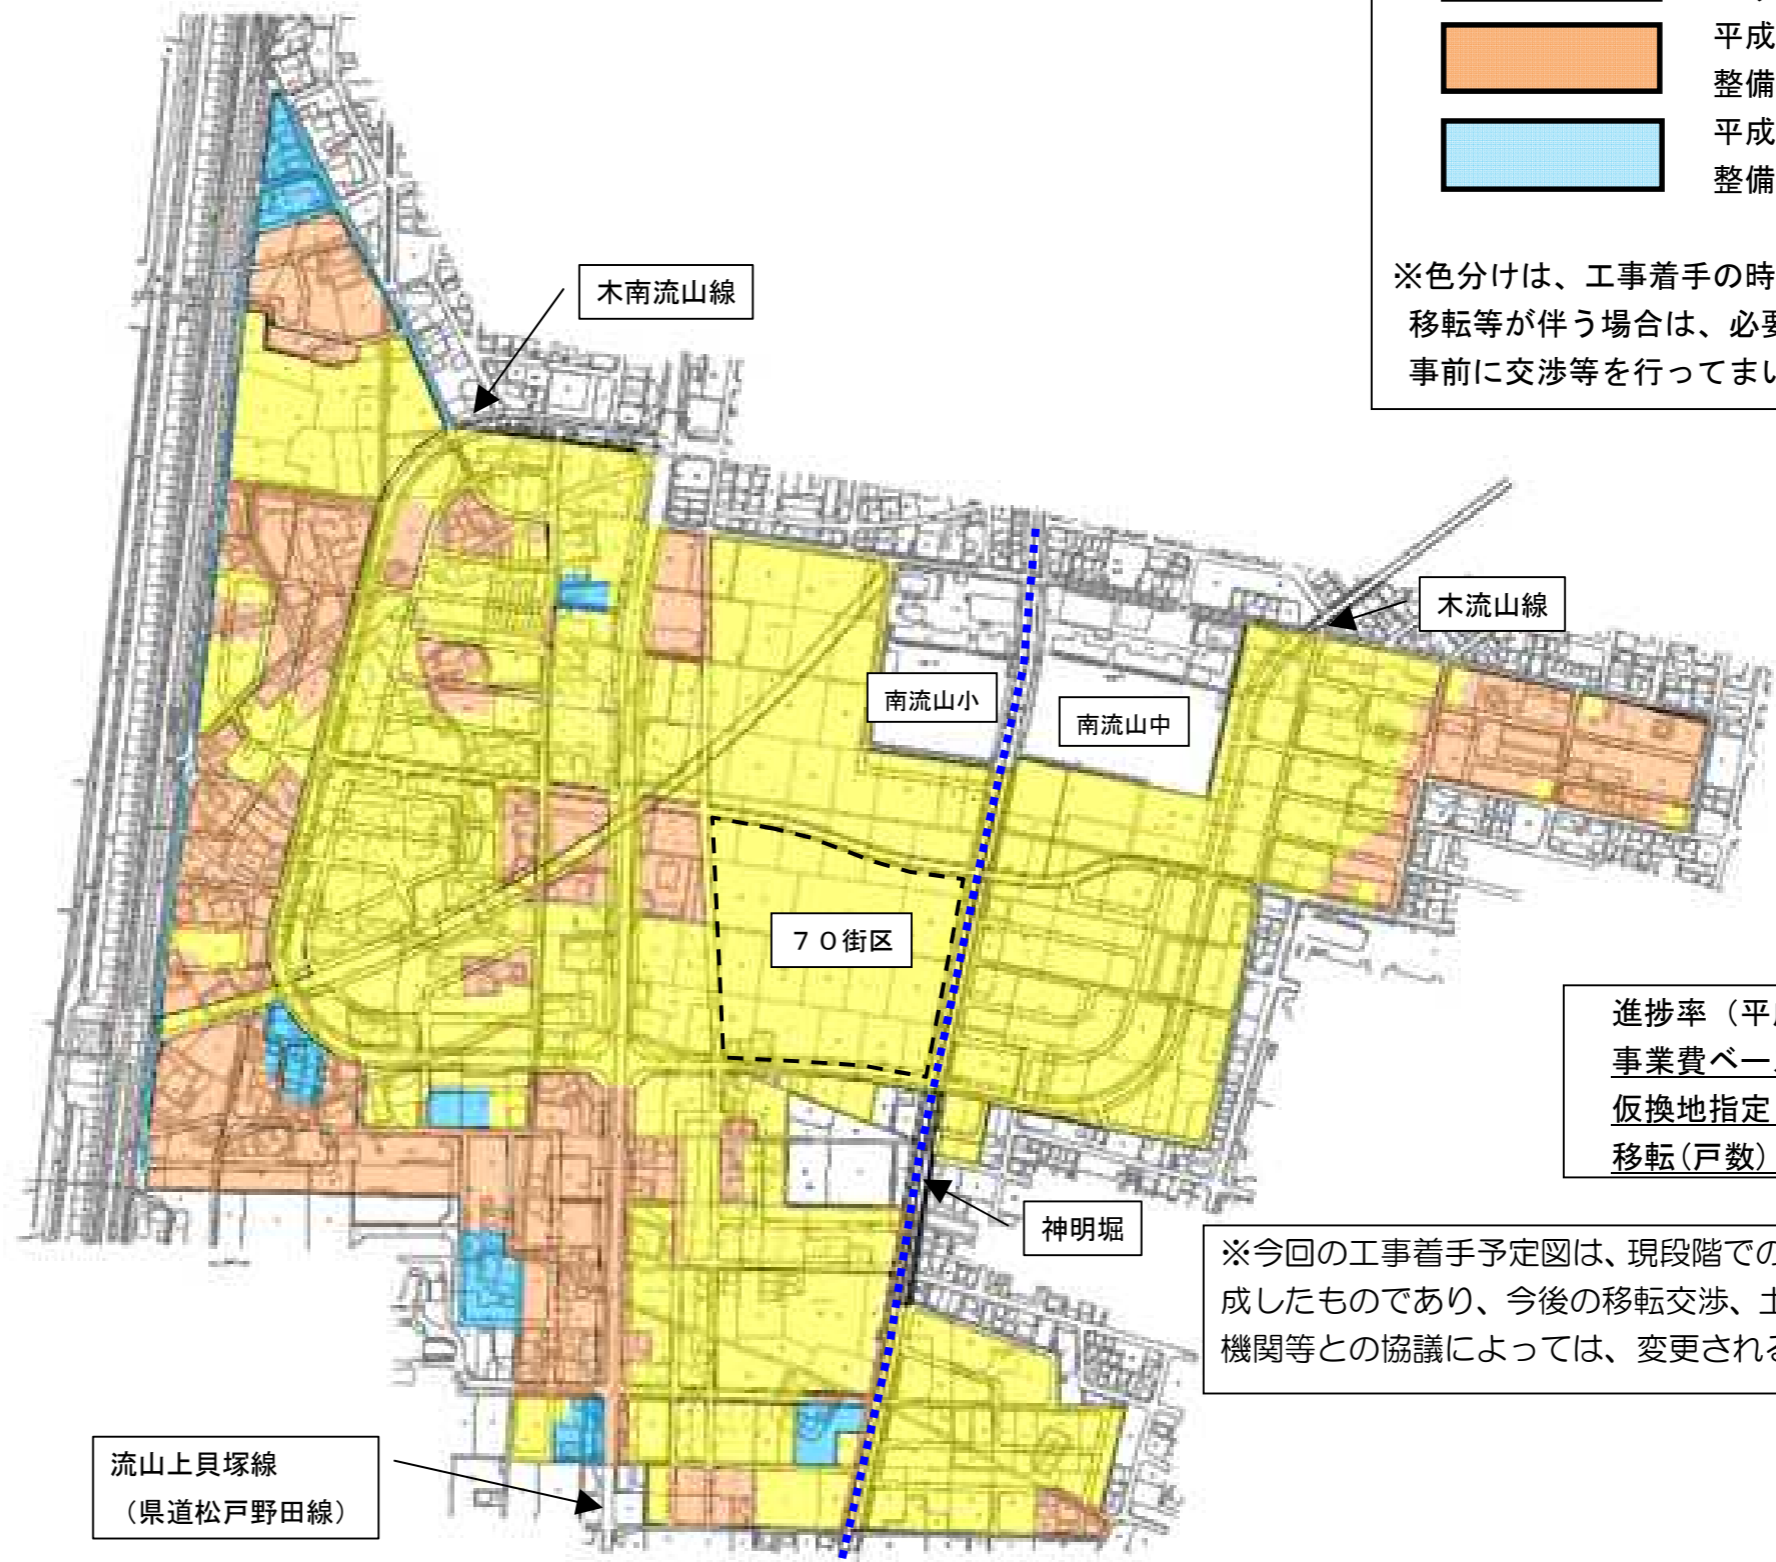 平成
整備
平成
整備
※色分けは、工事着手の時
移転等が伴う場合は、必要
事前に交渉等を行ってまい
木南流山線
木流山線
南流山小
南流山中
７０街区
進捗率（平成
事業費ベー
仮換地指定
移転(戸数)
神明堀
※今回の工事着手予定図は、現段階での
成したものであり、今後の移転交渉、土
機関等との協議によっては、変更される
流山上貝塚線
（県道松戸野田線）